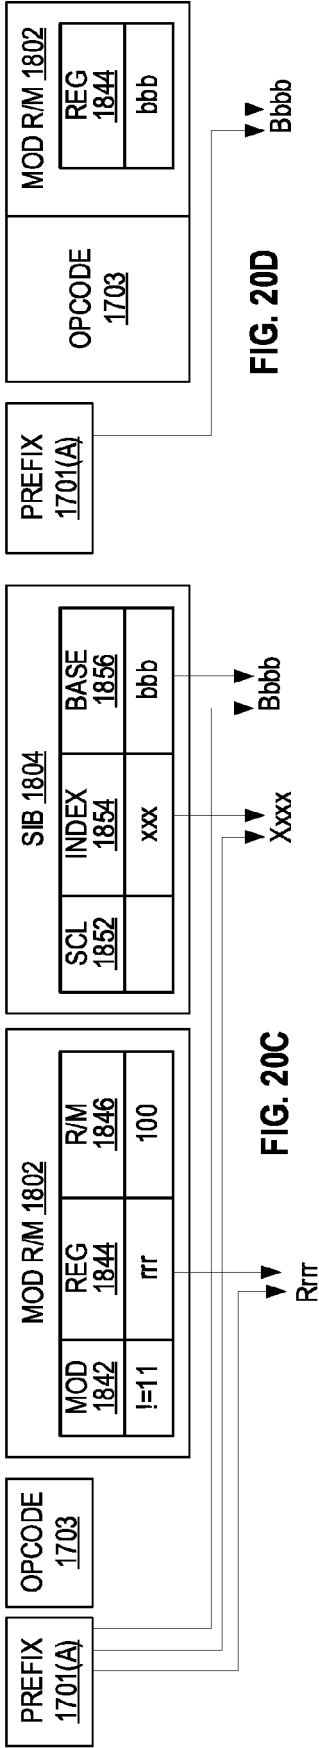 PREFIX
1701(A)
OPCODE
1703
MOD R/M 1802
MOD
1842
REG
1844
R/M
1846
!=11
rrr
100
SIB 1804
SCL
1852
INDEX
1854
BASE
1856
xxx
bbb
Rrrr
Xxxx
Bbbb
FIG. 20C
PREFIX
1701(A)
OPCODE
1703
MOD R/M 1802
REG
1844
bbb
Bbbb
FIG. 20D